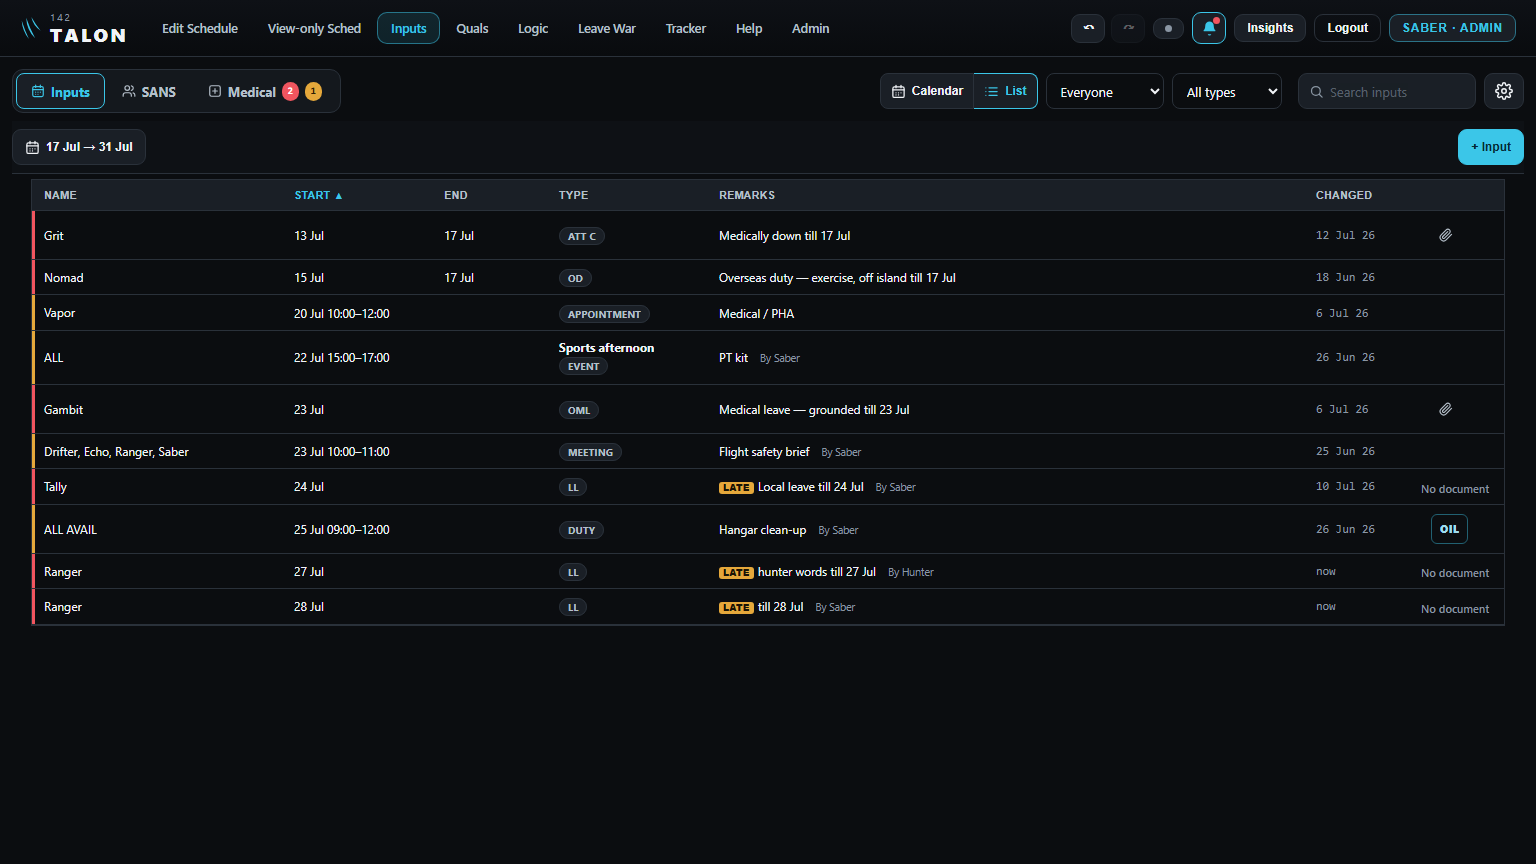 142
TALON
Edit Schedule
View-only Sched
Inputs
Quals
Logic
Leave War
Tracker
Help
Admin
Insights
Logout
SABER · ADMIN
Inputs
SANS
Medical 2 1
Calendar
List
Everyone
All types
Search inputs
17 Jul → 31 Jul
+ Input
NAME START ▲ END TYPE REMARKS CHANGED
Grit 13 Jul 17 Jul ATT C Medically down till 17 Jul 12 Jul 26
Nomad 15 Jul 17 Jul OD Overseas duty — exercise, off island till 17 Jul 18 Jun 26
Vapor 20 Jul 10:00–12:00 APPOINTMENT Medical / PHA 6 Jul 26
ALL 22 Jul 15:00–17:00 Sports afternoon EVENT PT kit By Saber 26 Jun 26
Gambit 23 Jul OML Medical leave — grounded till 23 Jul 6 Jul 26
Drifter, Echo, Ranger, Saber 23 Jul 10:00–11:00 MEETING Flight safety brief By Saber 25 Jun 26
Tally 24 Jul LL LATE Local leave till 24 Jul By Saber 10 Jul 26 No document
ALL AVAIL 25 Jul 09:00–12:00 DUTY Hangar clean-up By Saber 26 Jun 26 OIL
Ranger 27 Jul LL LATE hunter words till 27 Jul By Hunter now No document
Ranger 28 Jul LL LATE till 28 Jul By Saber now No document